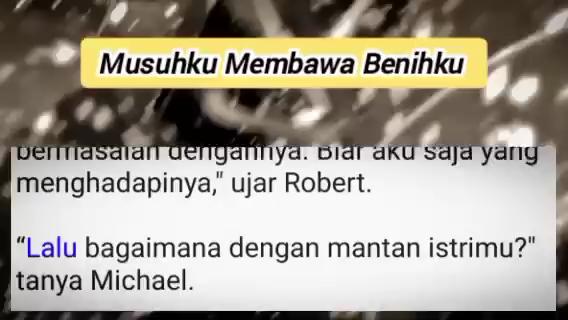 Musuhku Membawa Benihku
bermasalah dengannya. Biar aku saja yang
menghadapinya," ujar Robert.
“Lalu bagaimana dengan mantan istrimu?"
tanya Michael.